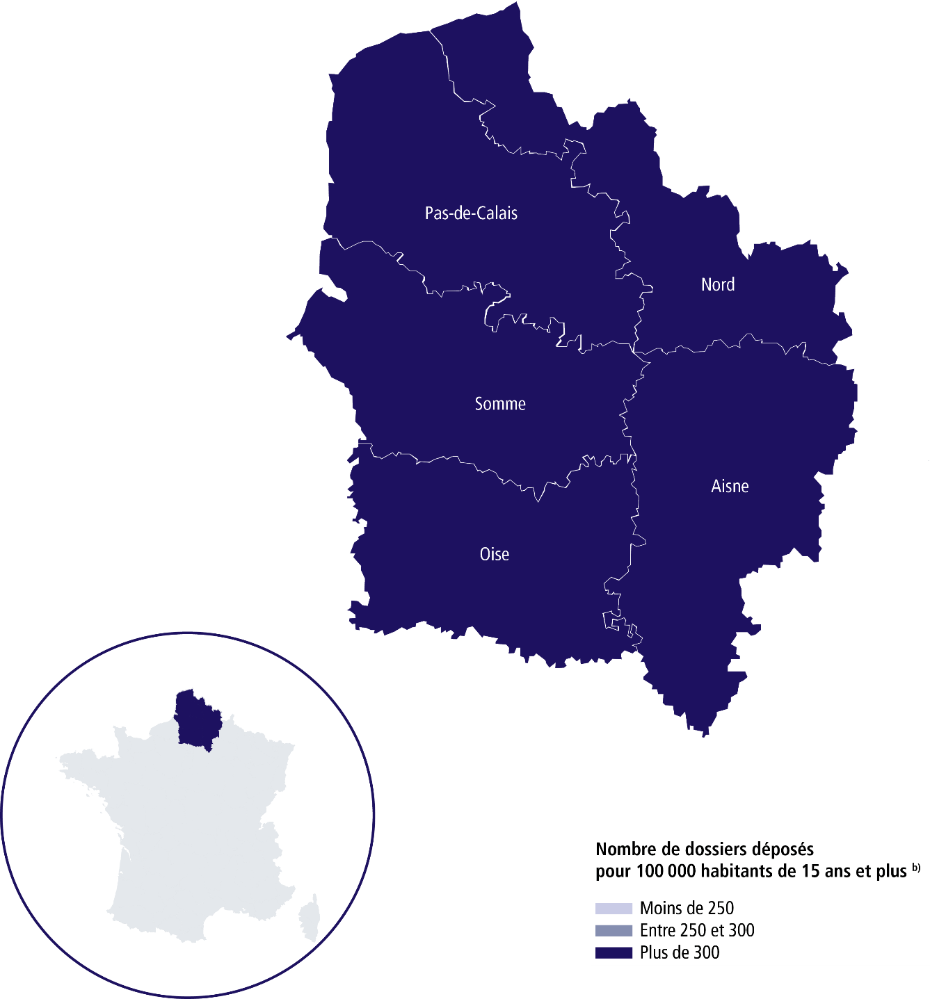 Pas-de-Calais
Nord
Somme
Aisne
Oise
Nombre de dossiers déposés
pour 100 000 habitants de 15 ans et plus b)
Moins de 250
Entre 250 et 300
Plus de 300